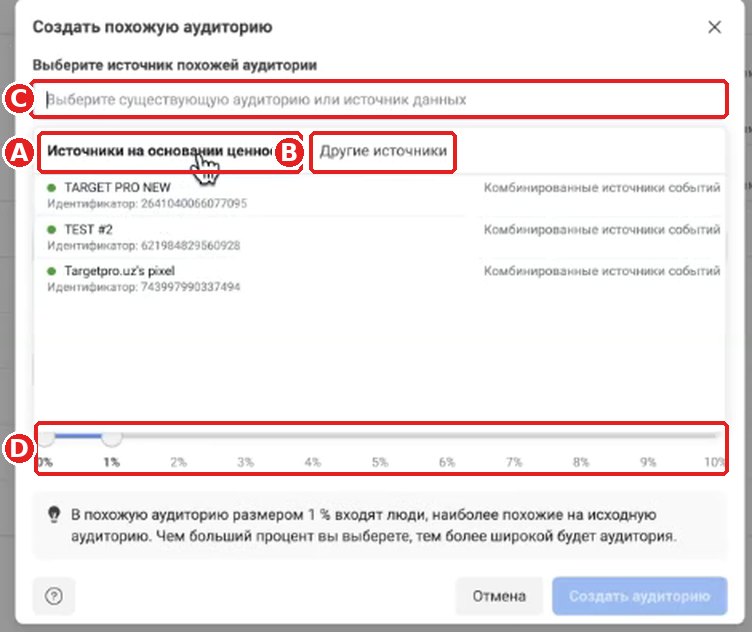 Создать похожую аудиторию
Выберите источник похожей аудитории
C
Выберите существующую аудиторию или источник данных
A
Источники на основании
B
Другие источники
TARGET PRO NEW
Комбинированные источники событий
Идентификатор: 2641040066077095
TEST #2
Комбинированные источники событий
Идентификатор: 621984829560928
Targetpro.uz's pixel
Комбинированные источники событий
Идентификатор: 743997990337494
D
0% 1% 2% 3% 4% 5% 6% 7% 8% 9% 10%
В похожую аудиторию размером 1 % входят люди, наиболее похожие на исходную
аудиторию. Чем больший процент вы выберете, тем более широкой будет аудитория.
?
Отмена
Создать аудиторию